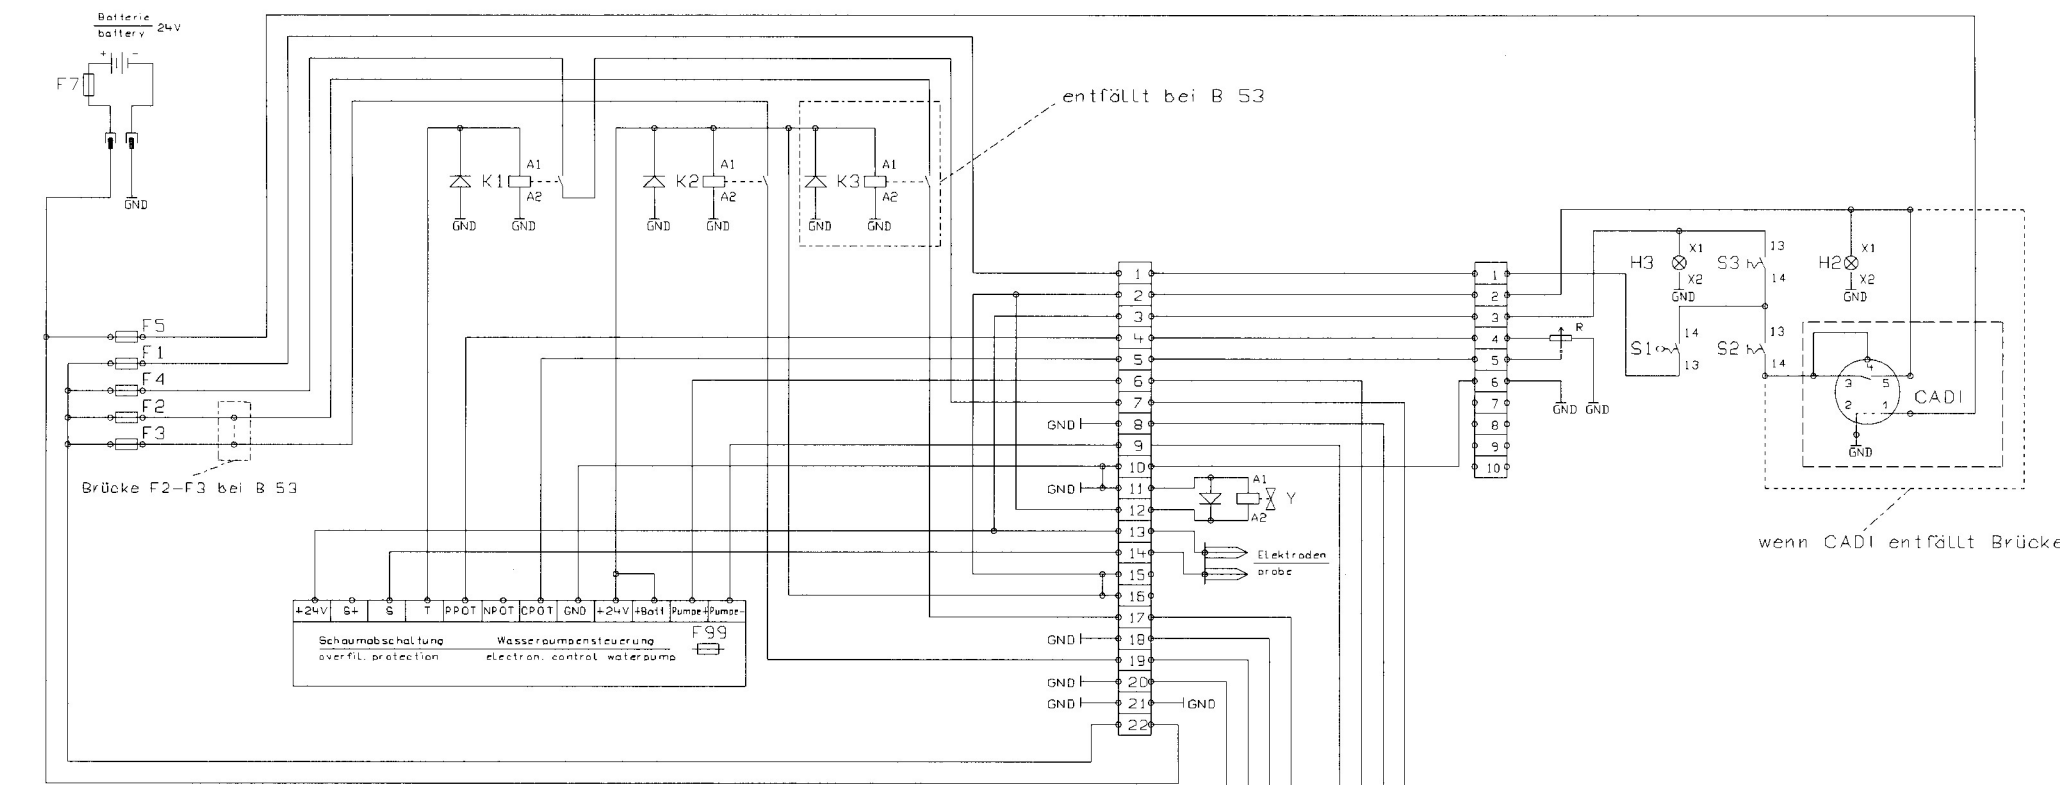 Batterie
battery 24V
+ -
F7
GND
entfällt bei B 53
K1 A1 A2
GND GND
K2 A1 A2
GND GND
K3 A1 A2
GND GND
F5
F1
F4
F2
F3
Brücke F2-F3 bei B 53
+24V G+ S T PPOT NPOT CPOT GND +24V +Batt Pumpe+ Pumpe-
Schaumabschaltung Wasserpumpensteuerung
overfil. protection electron. control waterpump
F99
1
2
3
4
5
6
7
GND 8
9
10
GND 11
12
13
14
15
16
17
GND 18
19
GND 20
GND 21 GND
22
A1
Y
A2
Elektroden
probe
1
2
3
4
5
6
7
8
9
10
R
GND GND
H3 X1 X2
GND
S3 13 14
H2 X1 X2
GND
S1 14 13
S2 13 14
4
3 5
2 1
CADI
GND
wenn CADI entfällt Brücke